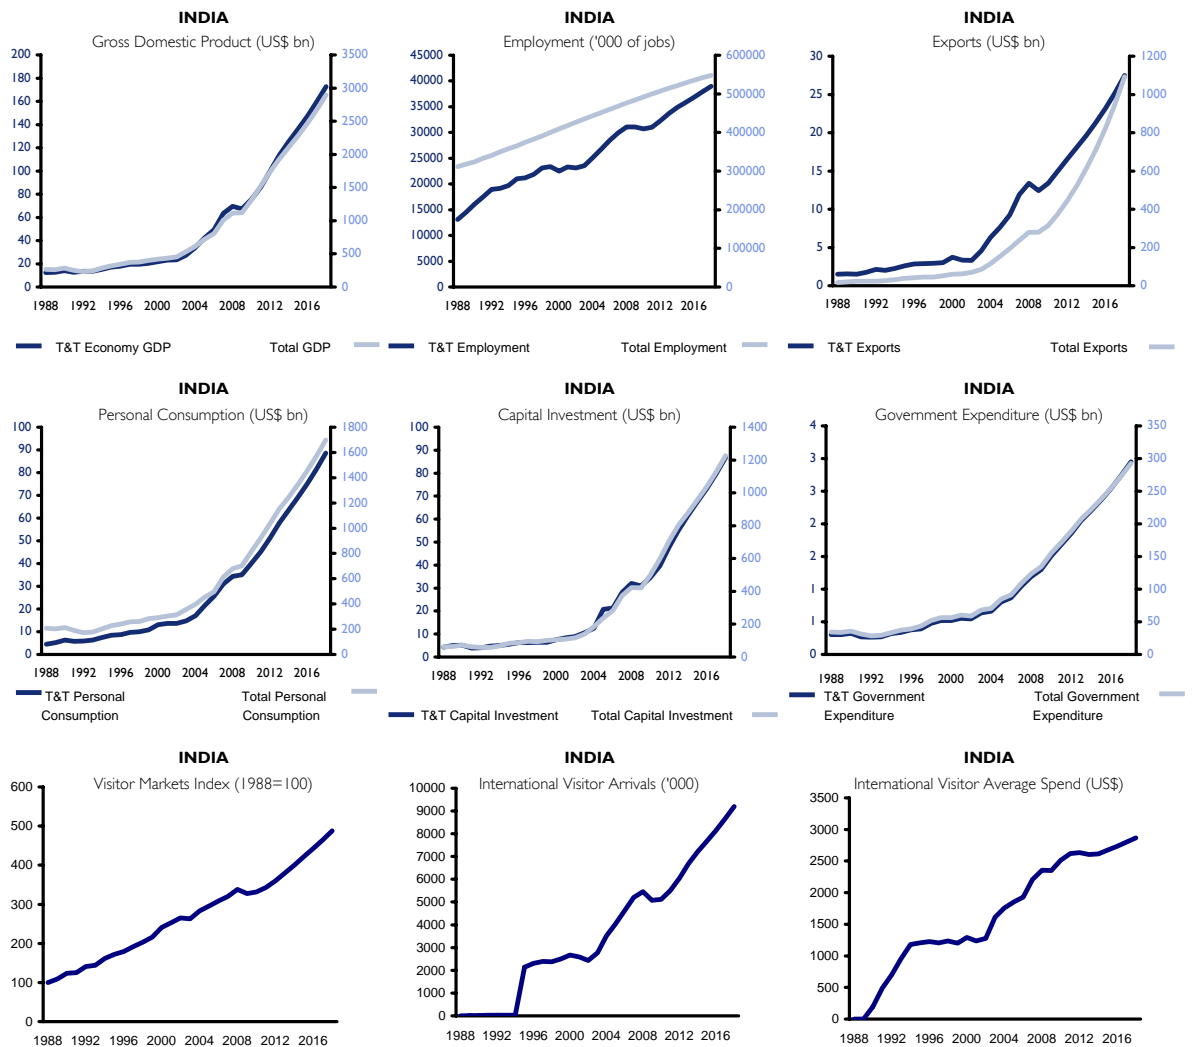 INDIA
Gross Domestic Product (US$ bn)
200 3500
180
160 3000
140 2500
120
100 2000
80 1500
60 1000
40
20 500
0 0
1988 1992 1996 2000 2004 2008 2012 2016
T&T Economy GDP Total GDP
INDIA
Employment ('000 of jobs)
45000 600000
40000
35000 500000
30000 400000
25000
20000 300000
15000 200000
10000
5000 100000
0 0
1988 1992 1996 2000 2004 2008 2012 2016
T&T Employment Total Employment
INDIA
Exports (US$ bn)
30 1200
25 1000
20 800
15 600
10 400
5 200
0 0
1988 1992 1996 2000 2004 2008 2012 2016
T&T Exports Total Exports
INDIA
Personal Consumption (US$ bn)
100 1800
90 1600
80 1400
70 1200
60 1000
50
40 800
30 600
20 400
10 200
0 0
1988 1992 1996 2000 2004 2008 2012 2016
T&T Personal Total Personal
Consumption Consumption
INDIA
Capital Investment (US$ bn)
100 1400
90
80 1200
70 1000
60 800
50
40 600
30 400
20
10 200
0 0
1988 1992 1996 2000 2004 2008 2012 2016
T&T Capital Investment Total Capital Investment
INDIA
Government Expenditure (US$ bn)
4 350
3 300
3 250
2 200
2 150
1 100
1 50
0 0
1988 1992 1996 2000 2004 2008 2012 2016
T&T Government Total Government
Expenditure Expenditure
INDIA
Visitor Markets Index (1988=100)
600
500
400
300
200
100
0
1988 1992 1996 2000 2004 2008 2012 2016
INDIA
International Visitor Arrivals ('000)
10000
9000
8000
7000
6000
5000
4000
3000
2000
1000
0
1988 1992 1996 2000 2004 2008 2012 2016
INDIA
International Visitor Average Spend (US$)
3500
3000
2500
2000
1500
1000
500
0
1988 1992 1996 2000 2004 2008 2012 2016